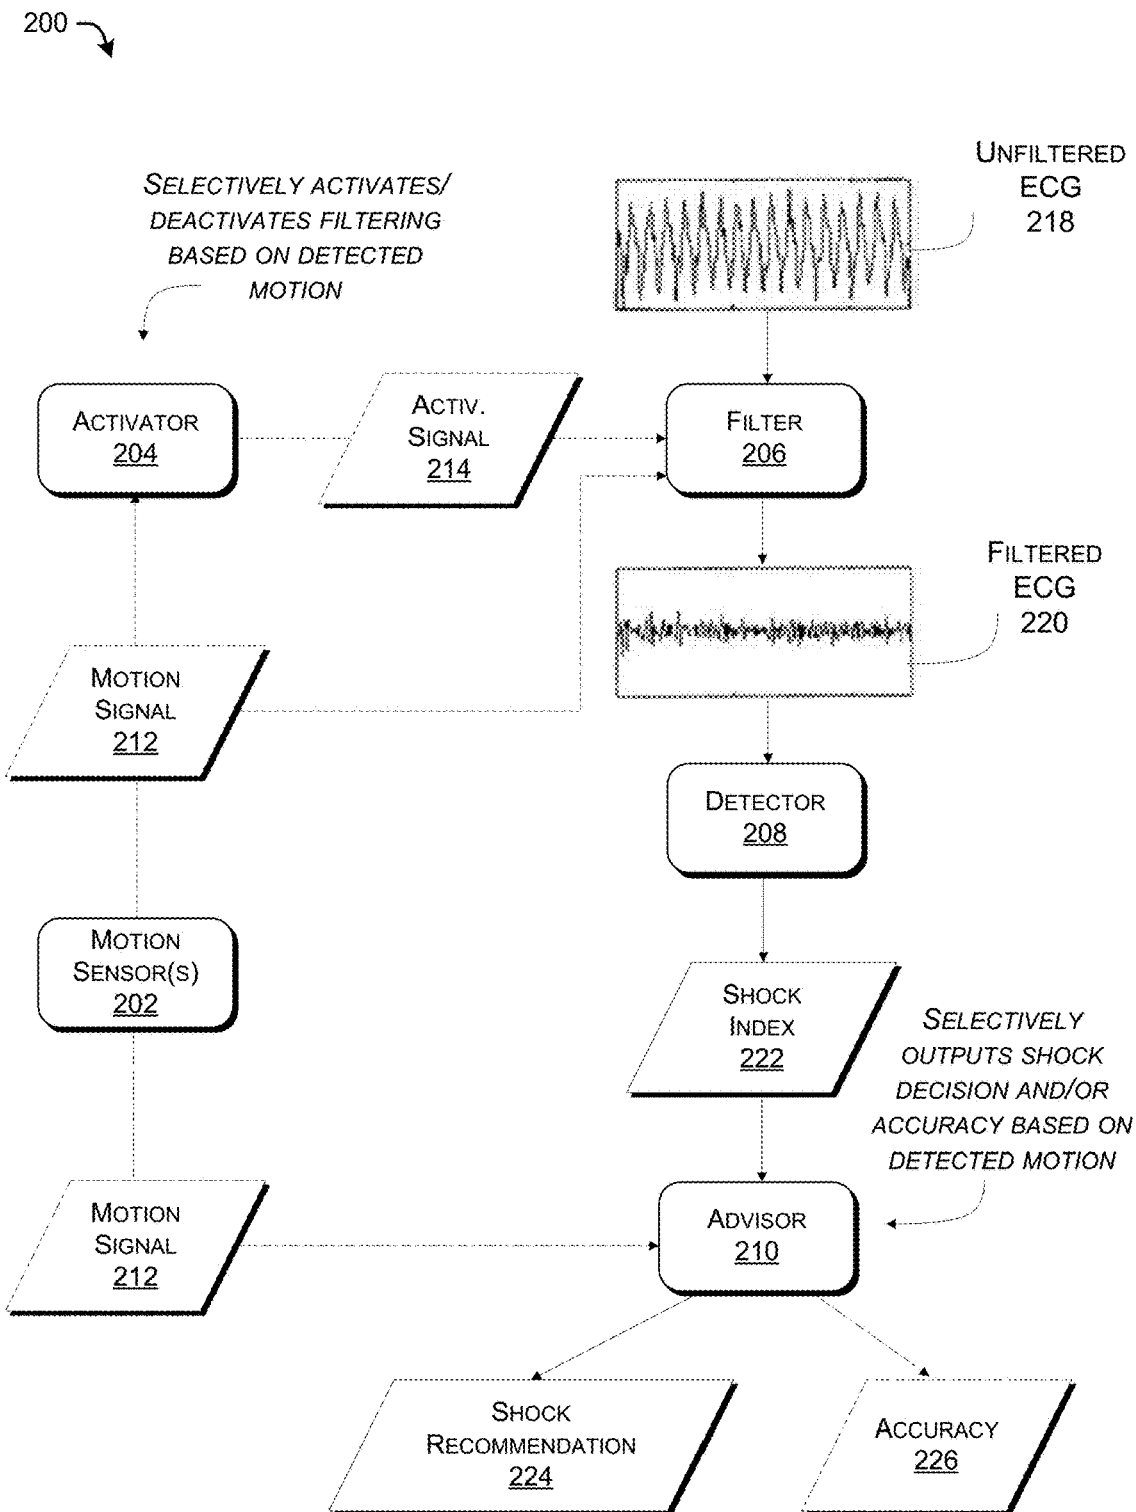 200
SELECTIVELY ACTIVATES/
DEACTIVATES FILTERING
BASED ON DETECTED
MOTION
UNFILTERED
ECG
218
ACTIVATOR
204
ACTIV.
SIGNAL
214
FILTER
206
FILTERED
ECG
220
MOTION
SIGNAL
212
DETECTOR
208
MOTION
SENSOR(S)
202
SHOCK
INDEX
222
SELECTIVELY
OUTPUTS SHOCK
DECISION AND/OR
ACCURACY BASED ON
DETECTED MOTION
MOTION
SIGNAL
212
ADVISOR
210
SHOCK
RECOMMENDATION
224
ACCURACY
226